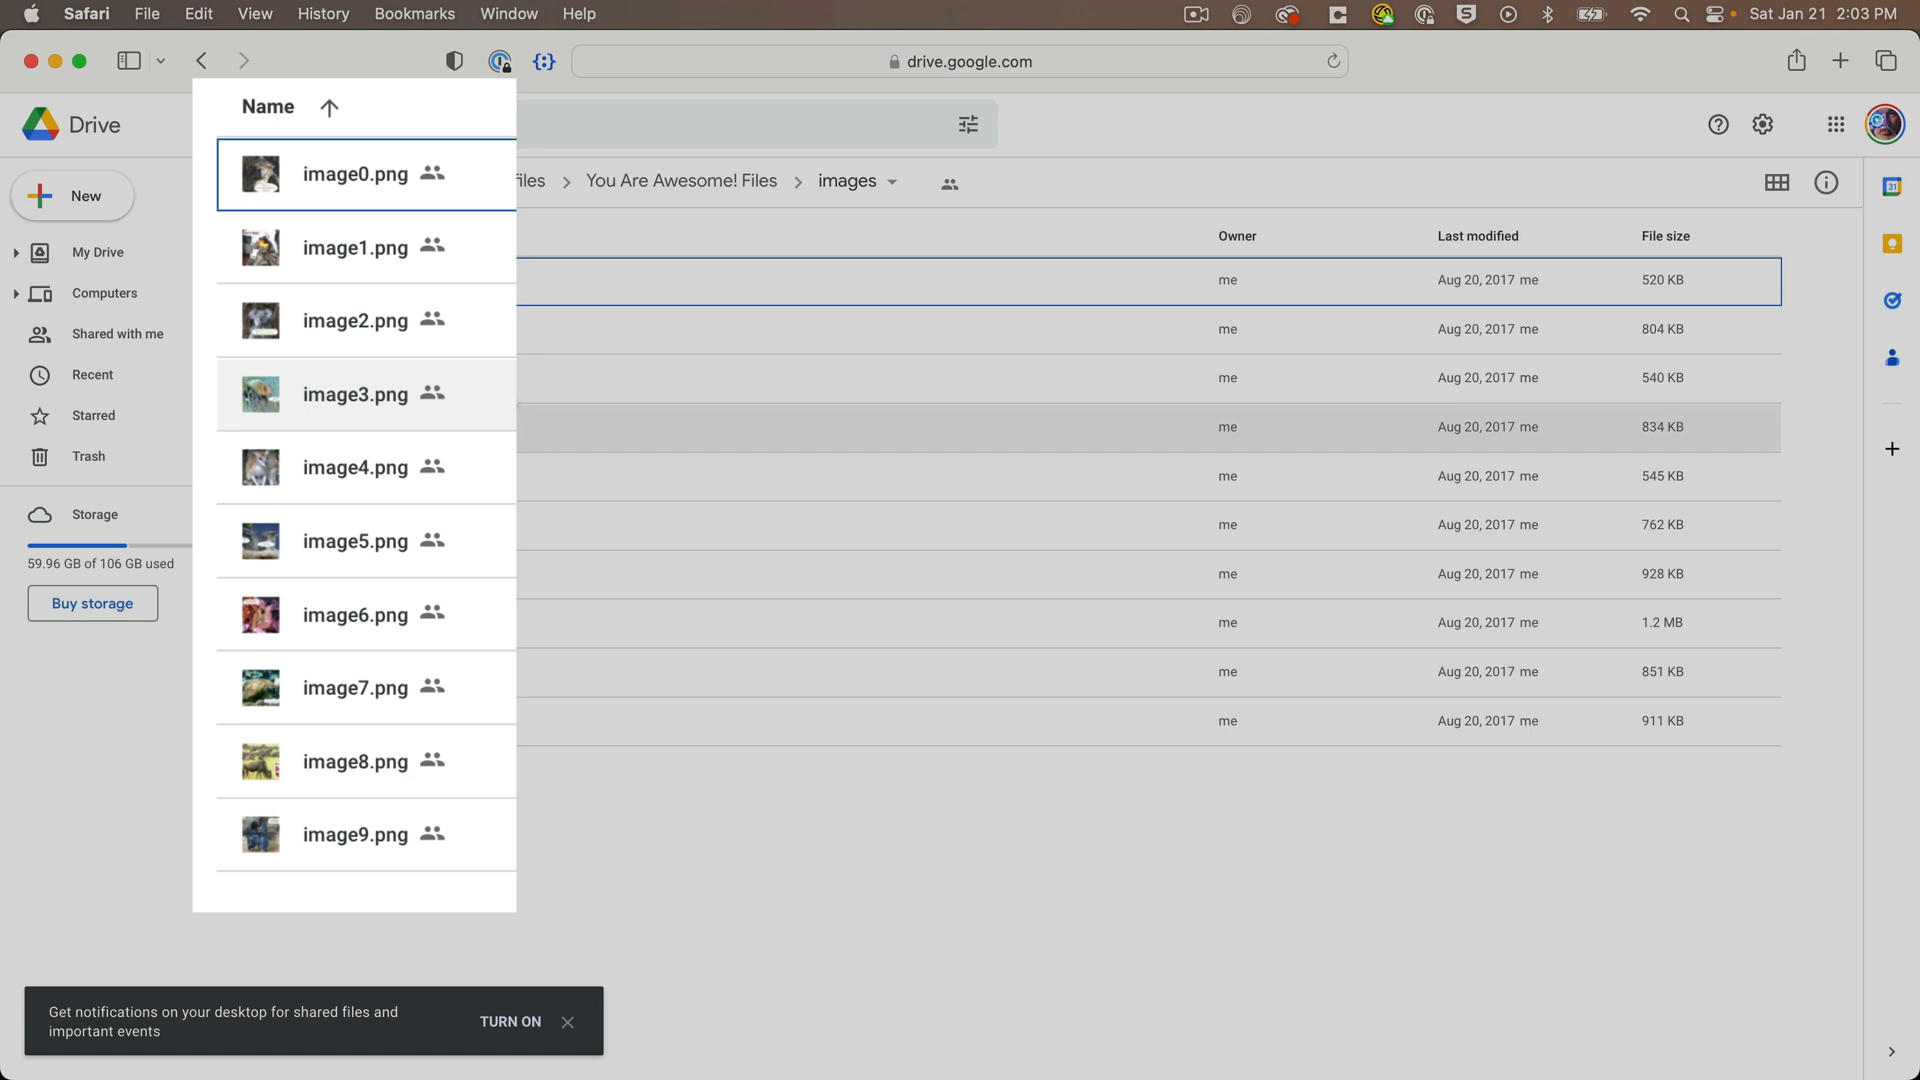 Safari File Edit View History Bookmarks Window Help Sat Jan 21 2:03 PM
drive.google.com
Drive
Name
New
files You Are Awesome! Files images
Owner Last modified File size
My Drive
Computers
Shared with me
Recent
Starred
Trash
Storage
59.96 GB of 106 GB used
Buy storage
image0.png
image1.png
image2.png
image3.png
image4.png
image5.png
image6.png
image7.png
image8.png
image9.png
me Aug 20, 2017 me 520 KB
me Aug 20, 2017 me 804 KB
me Aug 20, 2017 me 540 KB
me Aug 20, 2017 me 834 KB
me Aug 20, 2017 me 545 KB
me Aug 20, 2017 me 762 KB
me Aug 20, 2017 me 928 KB
me Aug 20, 2017 me 1.2 MB
me Aug 20, 2017 me 851 KB
me Aug 20, 2017 me 911 KB
31
Get notifications on your desktop for shared files and
important events
TURN ON